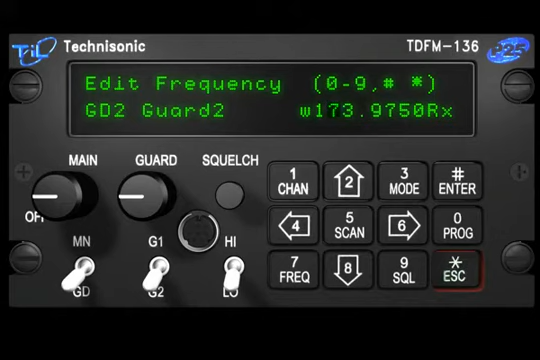 TiL Technisonic TDFM-136 P25
Edit Frequency (0-9,# *)
GD2 Guard2 w173.9750Rx
MAIN GUARD SQUELCH
OFF
MN G1 HI
GD G2 LO
1 2 3 #
CHAN MODE ENTER
4 5 6 0
SCAN PROG
7 8 9 *
FREQ SQL ESC